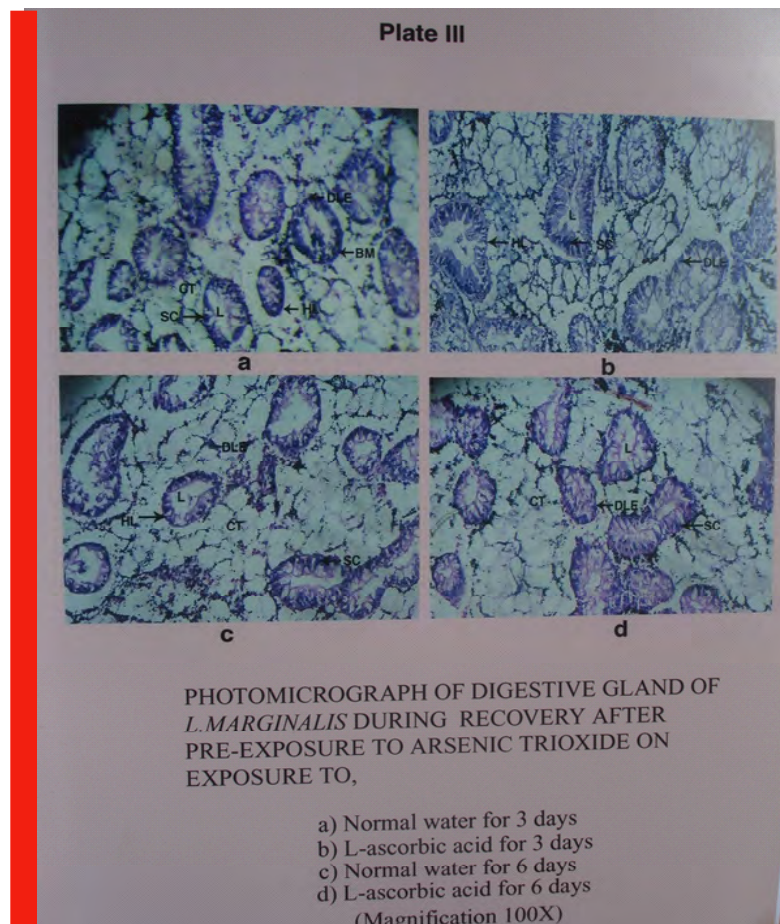 Plate III
DLE
BM
CT
SC
L
HL
a
L
HL
SC
DLE
b
DLE
L
HL
CT
SC
c
L
CT
DLE
SC
d
PHOTOMICROGRAPH OF DIGESTIVE GLAND OF
L.MARGINALIS DURING RECOVERY AFTER
PRE-EXPOSURE TO ARSENIC TRIOXIDE ON
EXPOSURE TO,
a) Normal water for 3 days
b) L-ascorbic acid for 3 days
c) Normal water for 6 days
d) L-ascorbic acid for 6 days
(Magnification 100X)